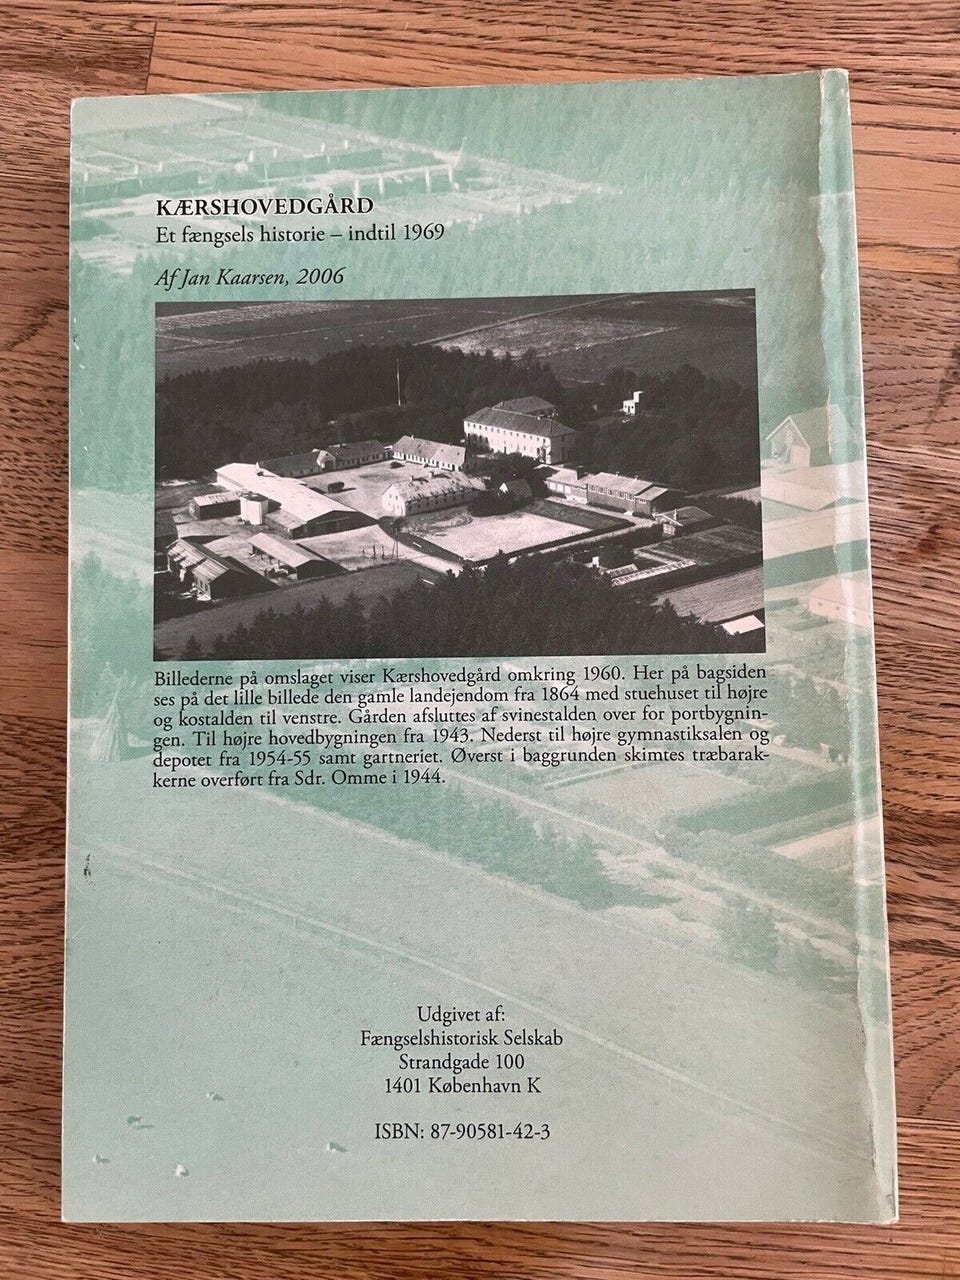 KÆRSHOVEDGÅRD
Et fængsels historie – indtil 1969
Af Jan Kaarsen, 2006
Billederne på omslaget viser Kærshovedgård omkring 1960. Her på bagsiden
ses på det lille billede den gamle landejendom fra 1864 med stuehuset til højre
og kostalden til venstre. Gården afsluttes af svinestalden over for portbygnin-
gen. Til højre hovedbygningen fra 1943. Nederst til højre gymnastiksalen og
depotet fra 1954-55 samt gartneriet. Øverst i baggrunden skimtes træbarak-
kerne overført fra Sdr. Omme i 1944.
Udgivet af:
Fængselshistorisk Selskab
Strandgade 100
1401 København K
ISBN: 87-90581-42-3